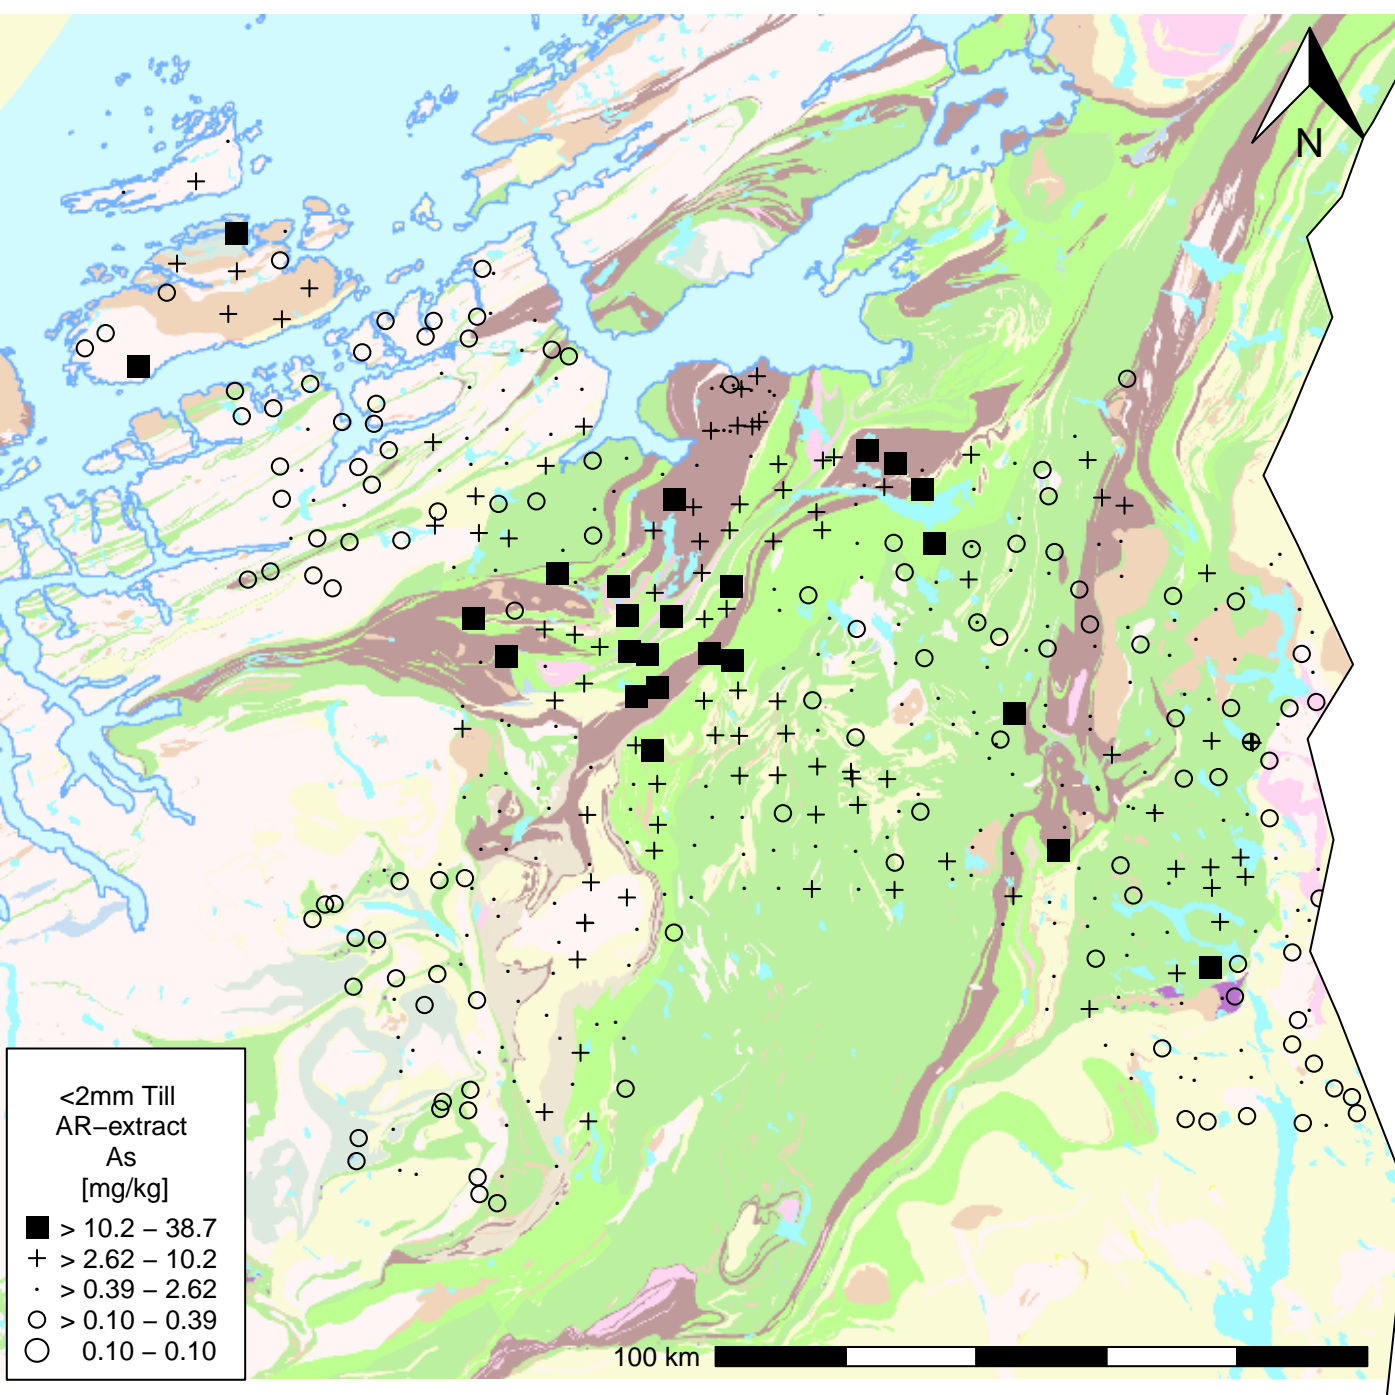 N
<2mm Till
AR−extract
As
[mg/kg]
> 10.2 − 38.7
> 2.62 − 10.2
> 0.39 − 2.62
> 0.10 − 0.39
0.10 − 0.10
100 km